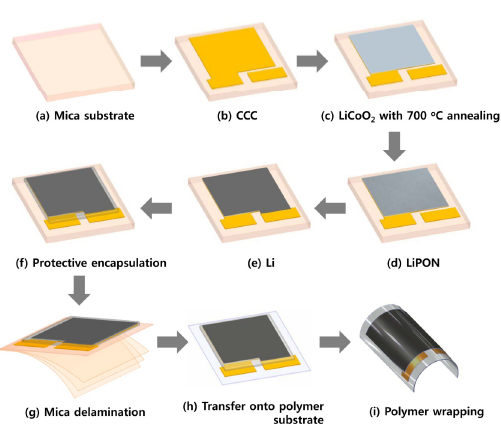 (a) Mica substrate
(b) CCC
(c) LiCoO₂ with 700 ºC annealing
(f) Protective encapsulation
(e) Li
(d) LiPON
(g) Mica delamination
(h) Transfer onto polymer
substrate
(i) Polymer wrapping